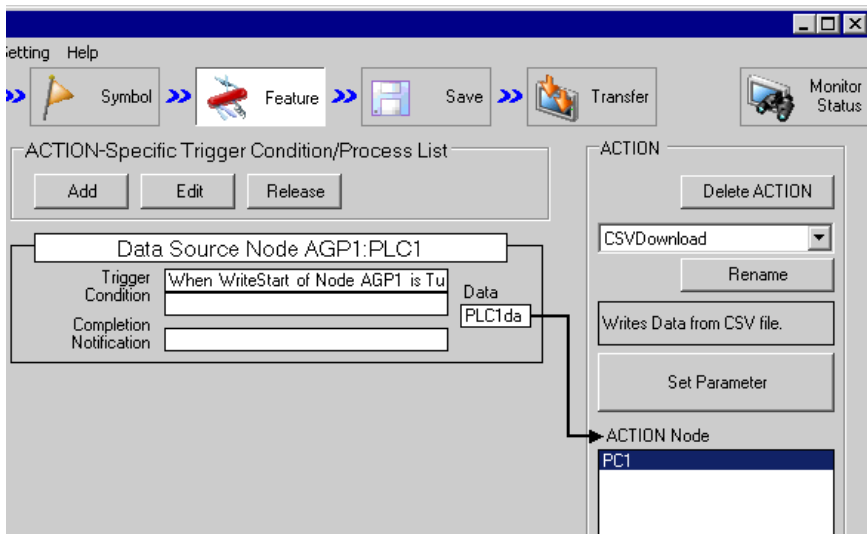 Setting Help
Symbol Feature Save Transfer Monitor Status
ACTION-Specific Trigger Condition/Process List
Add Edit Release
Data Source Node AGP1:PLC1
Trigger Condition
When WriteStart of Node AGP1 is Tu
Data
PLC1da
Completion Notification
ACTION
Delete ACTION
CSVDownload
Rename
Writes Data from CSV file.
Set Parameter
ACTION Node
PC1